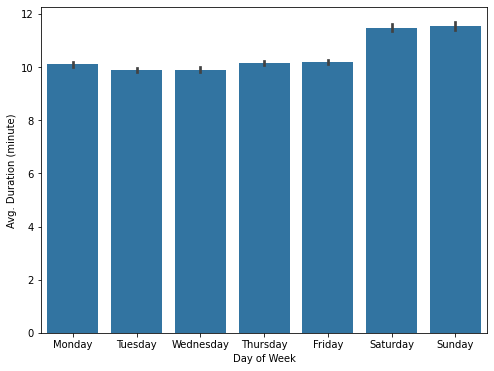 12
10
8
6
4
2
0
Avg. Duration (minute)
Monday Tuesday Wednesday Thursday Friday Saturday Sunday
Day of Week